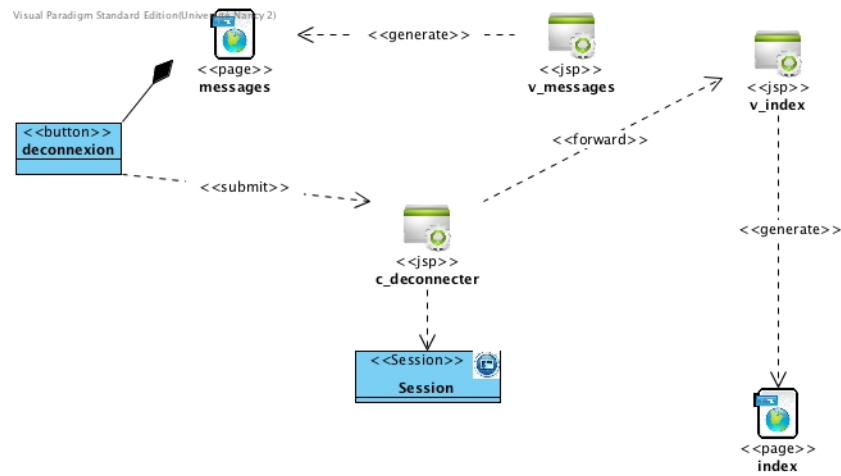 Visual Paradigm Standard Edition(Université Nancy 2)
<<page>>
messages
<<generate>>
<<jsp>>
v_messages
<<jsp>>
v_index
<<button>>
deconnexion
<<forward>>
<<submit>>
<<jsp>>
c_deconnecter
<<generate>>
<<Session>>
Session
<<page>>
index